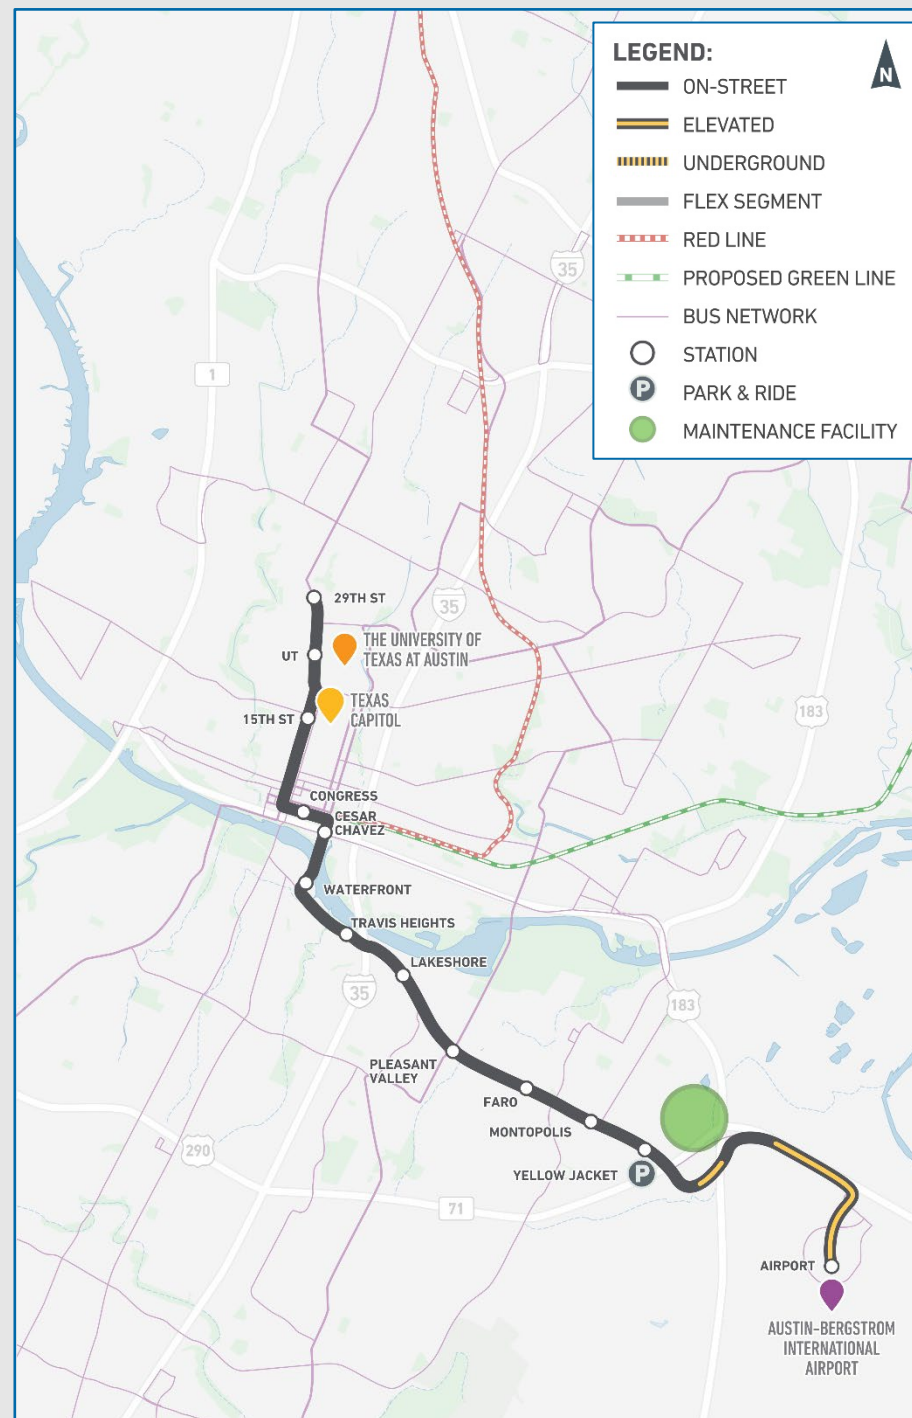 LEGEND:
N
ON-STREET
ELEVATED
UNDERGROUND
FLEX SEGMENT
RED LINE
PROPOSED GREEN LINE
BUS NETWORK
STATION
P
PARK & RIDE
MAINTENANCE FACILITY
35
1
29TH ST
35
THE UNIVERSITY OF
TEXAS AT AUSTIN
UT
TEXAS
CAPITOL
15TH ST
183
CONGRESS
CESAR
CHAVEZ
WATERFRONT
TRAVIS HEIGHTS
LAKESHORE
35
183
PLEASANT
VALLEY
FARO
MONTOPOLIS
290
YELLOW JACKET
P
71
AIRPORT
AUSTIN-BERGSTROM
INTERNATIONAL
AIRPORT